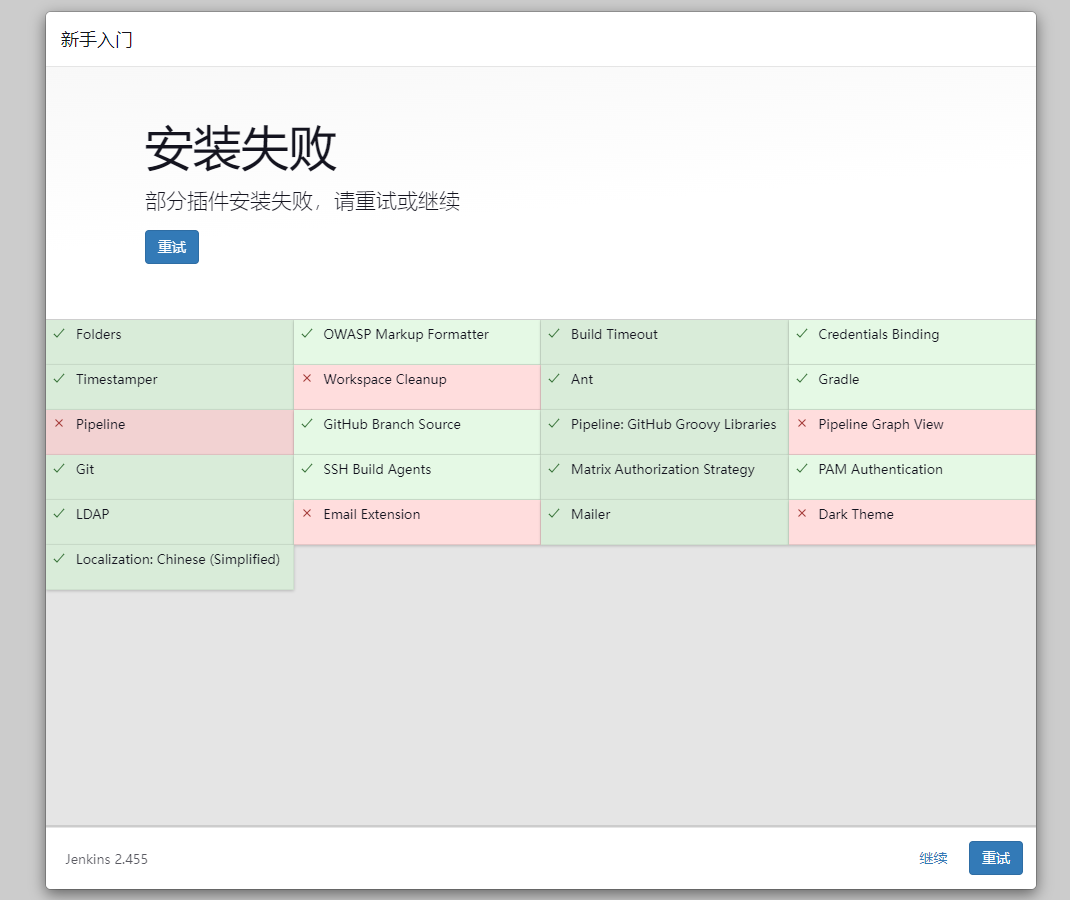 新手入门
安装失败
部分插件安装失败，请重试或继续
重试
Folders
OWASP Markup Formatter
Build Timeout
Credentials Binding
Timestamper
Workspace Cleanup
Ant
Gradle
Pipeline
GitHub Branch Source
Pipeline: GitHub Groovy Libraries
Pipeline Graph View
Git
SSH Build Agents
Matrix Authorization Strategy
PAM Authentication
LDAP
Email Extension
Mailer
Dark Theme
Localization: Chinese (Simplified)
Jenkins 2.455
继续
重试